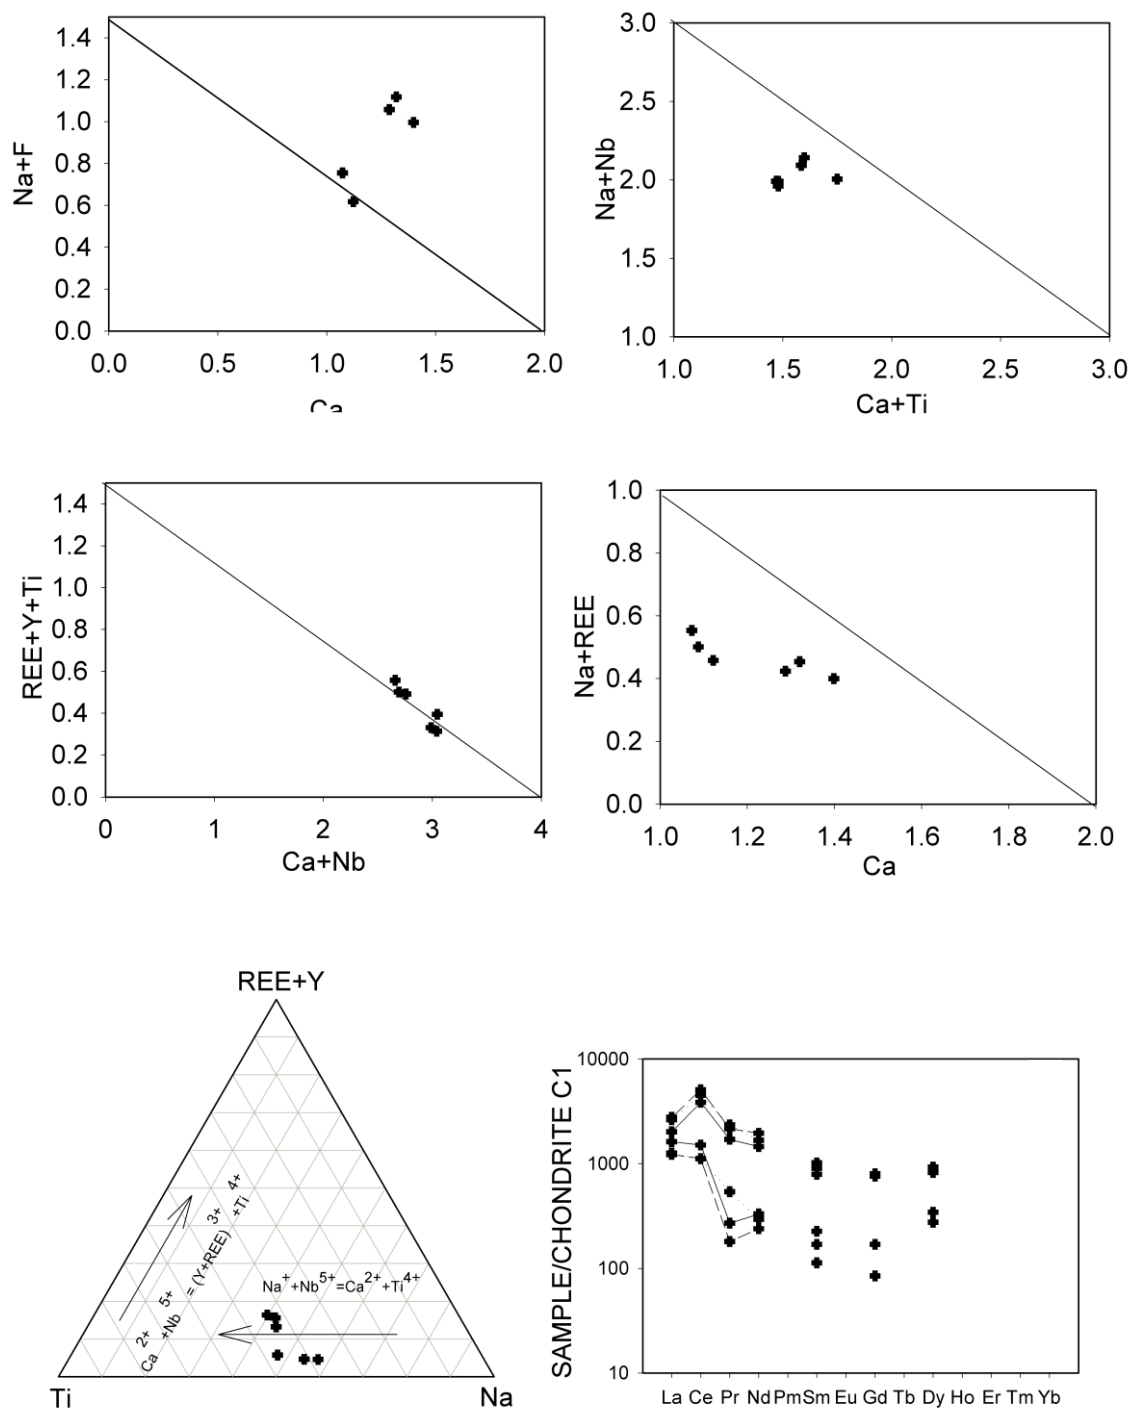 1.4
1.2
1.0
0.8
0.6
0.4
0.2
0.0
Na+F
0.0 0.5 1.0 1.5 2.0
Ca
3.0
2.5
2.0
1.5
1.0
Na+Nb
1.0 1.5 2.0 2.5 3.0
Ca+Ti
1.4
1.2
1.0
0.8
0.6
0.4
0.2
0.0
REE+Y+Ti
0 1 2 3 4
Ca+Nb
1.0
0.8
0.6
0.4
0.2
0.0
Na+REE
1.0 1.2 1.4 1.6 1.8 2.0
Ca
REE+Y
Ca2+ +Nb5+ = (Y+REE)3+ +Ti4+
Na+ +Nb5+=Ca2+ +Ti4+
Ti Na
10000
1000
100
10
SAMPLE/CHONDRITE C1
La Ce Pr Nd Pm Sm Eu Gd Tb Dy Ho Er Tm Yb